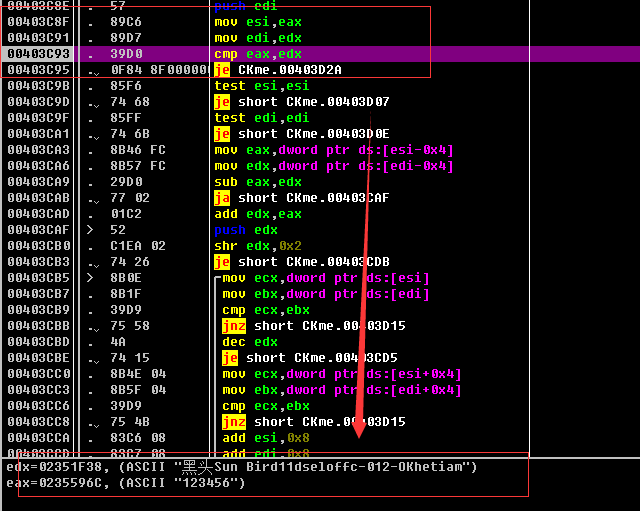 00403C8E . 57 push edi
00403C8F . 89C6 mov esi,eax
00403C91 . 89D7 mov edi,edx
00403C93 . 39D0 cmp eax,edx
00403C95 .⌄ 0F84 8F000000 je CKme.00403D2A
00403C9B . 85F6 test esi,esi
00403C9D .⌄ 74 68 je short CKme.00403D07
00403C9F . 85FF test edi,edi
00403CA1 .⌄ 74 6B je short CKme.00403D0E
00403CA3 . 8B46 FC mov eax,dword ptr ds:[esi-0x4]
00403CA6 . 8B57 FC mov edx,dword ptr ds:[edi-0x4]
00403CA9 . 29D0 sub eax,edx
00403CAB .⌄ 77 02 ja short CKme.00403CAF
00403CAD . 01C2 add edx,eax
00403CAF > 52 push edx
00403CB0 . C1EA 02 shr edx,0x2
00403CB3 .⌄ 74 26 je short CKme.00403CDB
00403CB5 > 8B0E mov ecx,dword ptr ds:[esi]
00403CB7 . 8B1F mov ebx,dword ptr ds:[edi]
00403CB9 . 39D9 cmp ecx,ebx
00403CBB .⌄ 75 58 jnz short CKme.00403D15
00403CBD . 4A dec edx
00403CBE .⌄ 74 15 je short CKme.00403CD5
00403CC0 . 8B4E 04 mov ecx,dword ptr ds:[esi+0x4]
00403CC3 . 8B5F 04 mov ebx,dword ptr ds:[edi+0x4]
00403CC6 . 39D9 cmp ecx,ebx
00403CC8 .⌄ 75 4B jnz short CKme.00403D15
00403CCA . 83C6 08 add esi,0x8
00403CCD . 83C7 08 add edi,0x8
edx=02351F38, (ASCII "黑头Sun Bird11dseloffc-012-OKhetiam")
eax=0235596C, (ASCII "123456")